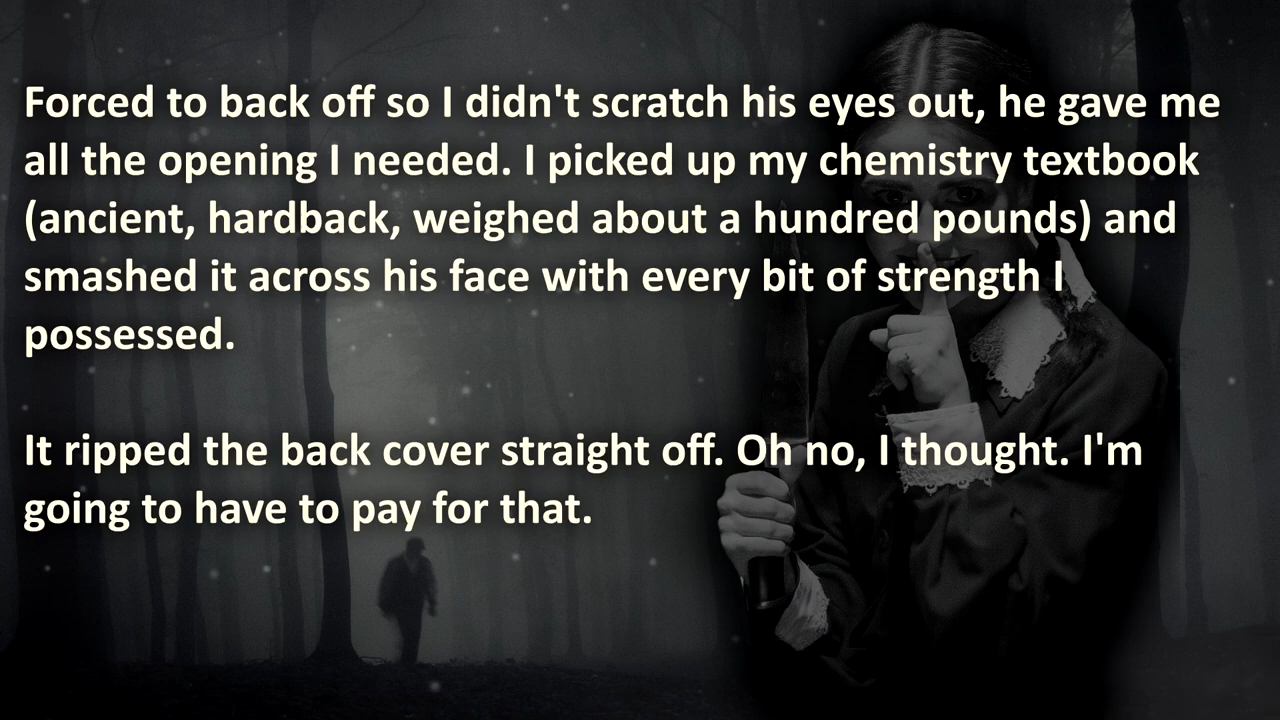 Forced to back off so I didn't scratch his eyes out, he gave me
all the opening I needed. I picked up my chemistry textbook
(ancient, hardback, weighed about a hundred pounds) and
smashed it across his face with every bit of strength I
possessed.
It ripped the back cover straight off. Oh no, I thought. I'm
going to have to pay for that.